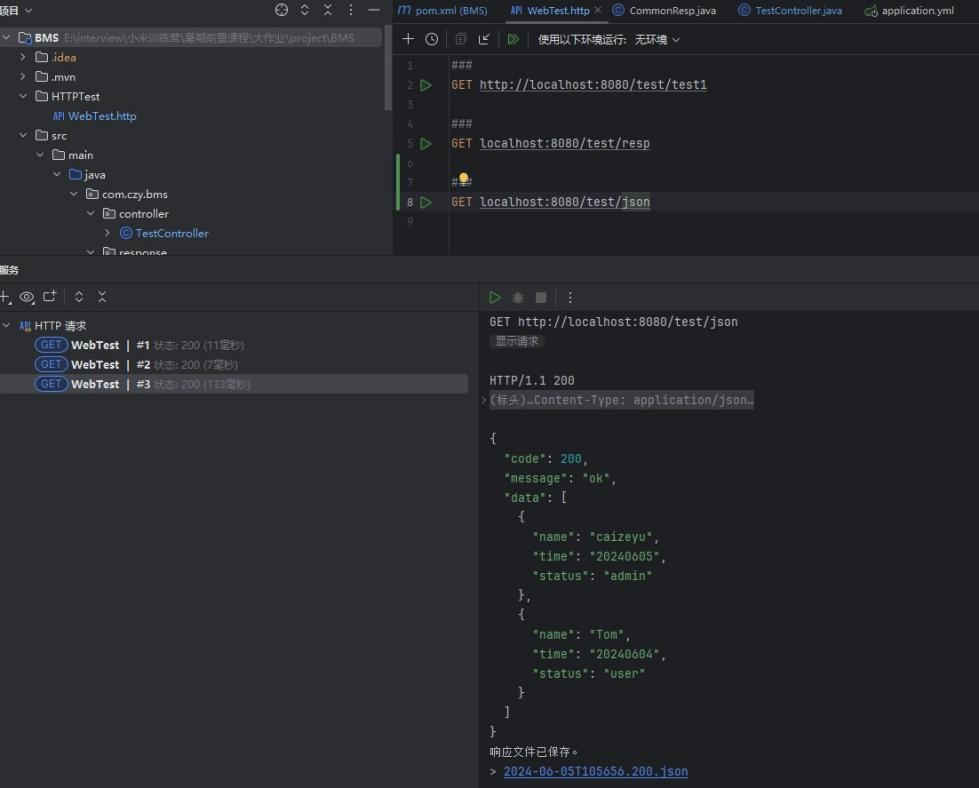 项目
BMS E:\interview\小米训练营\暑期前置课程\大作业\project\BMS
.idea
.mvn
HTTPTest
API WebTest.http
src
main
java
com.czy.bms
controller
TestController
response
pom.xml (BMS) API WebTest.http CommonResp.java TestController.java application.yml
使用以下环境运行: 无环境
1 ###
2 GET http://localhost:8080/test/test1
3
4 ###
5 GET localhost:8080/test/resp
6
7 ###
8 GET localhost:8080/test/json
9
服务
API HTTP 请求
GET WebTest | #1 状态: 200 (11毫秒)
GET WebTest | #2 状态: 200 (7毫秒)
GET WebTest | #3 状态: 200 (133毫秒)
GET http://localhost:8080/test/json
显示请求
HTTP/1.1 200
(标头)…Content-Type: application/json…
{
"code": 200,
"message": "ok",
"data": [
{
"name": "caizeyu",
"time": "20240605",
"status": "admin"
},
{
"name": "Tom",
"time": "20240604",
"status": "user"
}
]
}
响应文件已保存。
> 2024-06-05T105656.200.json